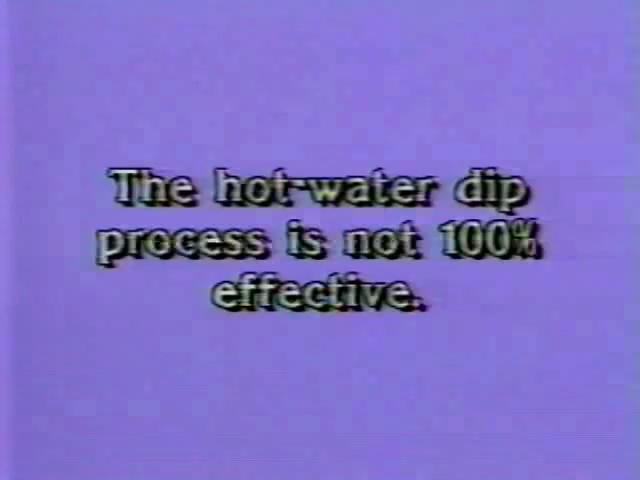 The hot-water dip
process is not 100%
effective.